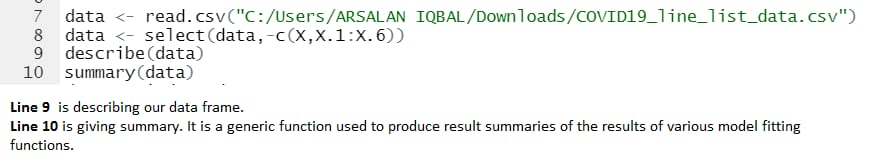 7 data <- read.csv("C:/Users/ARSALAN IQBAL/Downloads/COVID19_line_list_data.csv")
8 data <- select(data,-c(X,X.1:X.6))
9 describe(data)
10 summary(data)
Line 9 is describing our data frame.
Line 10 is giving summary. It is a generic function used to produce result summaries of the results of various model fitting
functions.